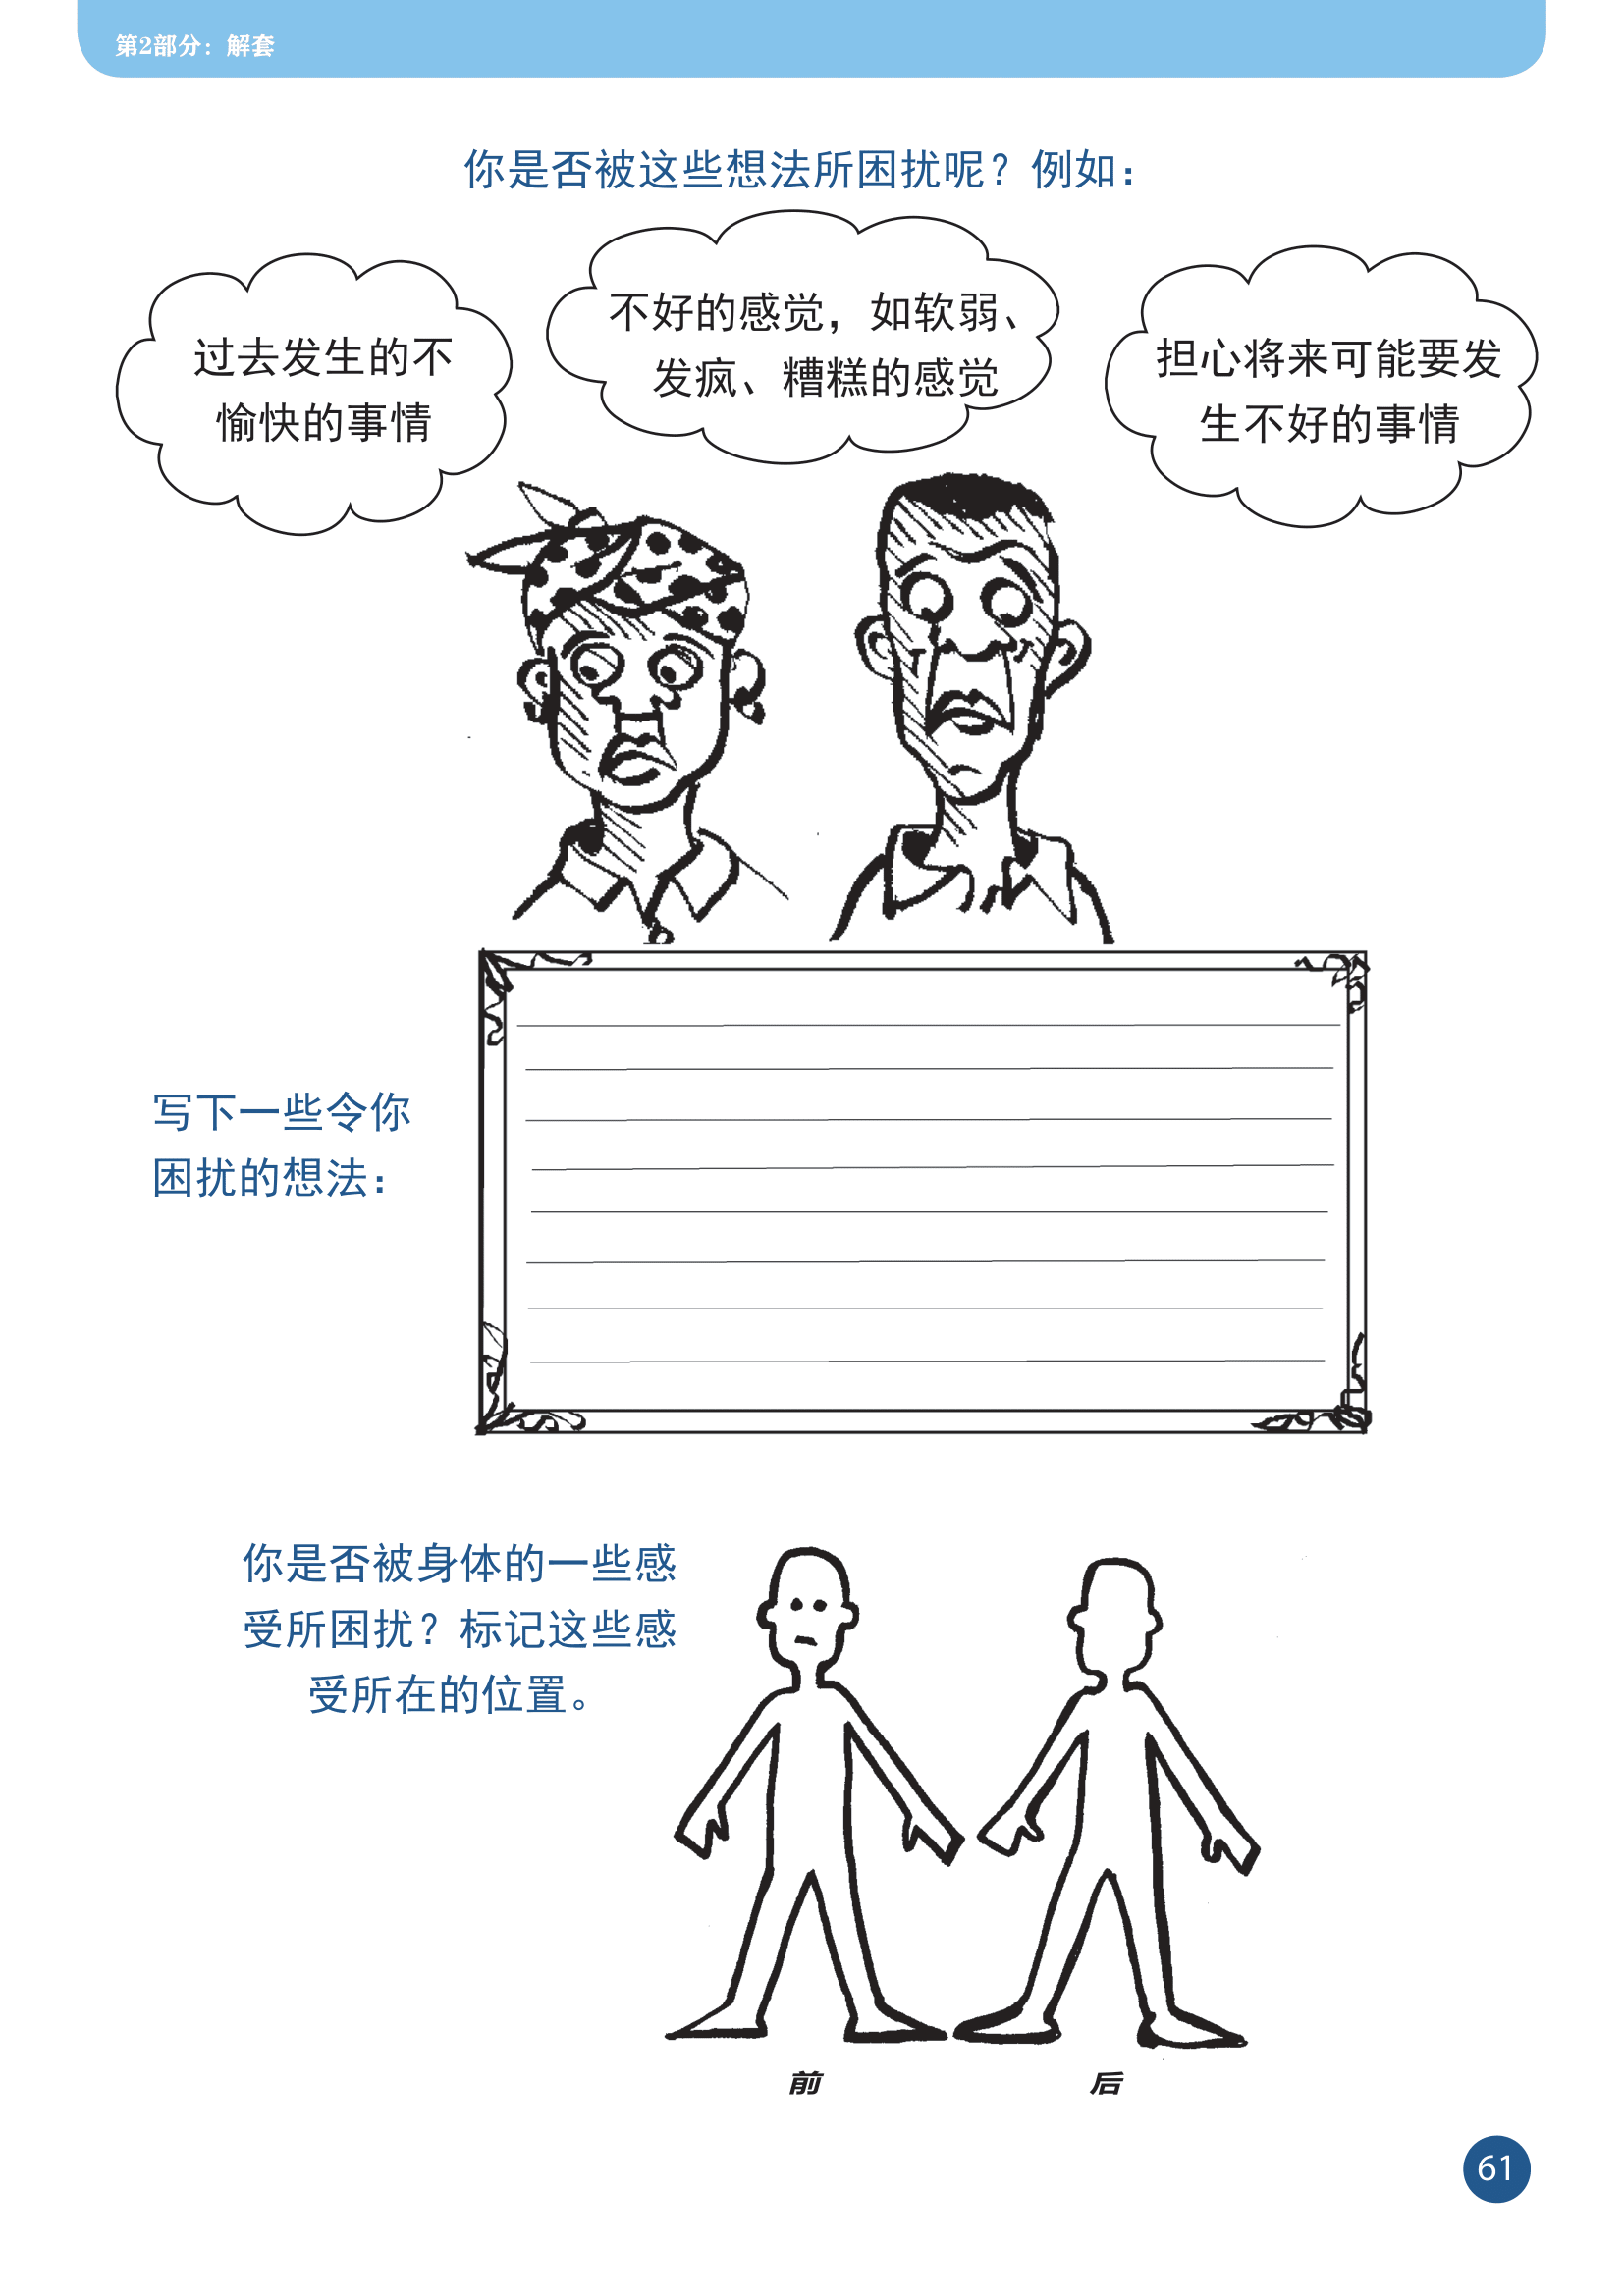 第2部分：解套
你是否被这些想法所困扰呢？例如：
过去发生的不
愉快的事情
不好的感觉，如软弱、
发疯、糟糕的感觉
担心将来可能要发
生不好的事情
写下一些令你
困扰的想法：
你是否被身体的一些感
受所困扰？标记这些感
受所在的位置。
前
后
61